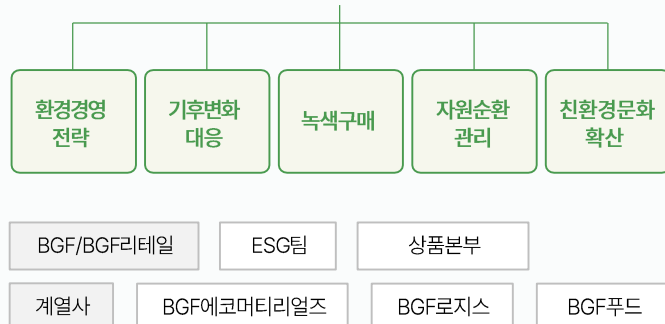 환경경영
전략
기후변화
대응
녹색구매
자원순환
관리
친환경문화
확산
BGF/BGF리테일
ESG팀
상품본부
계열사
BGF에코머티리얼즈
BGF로지스
BGF푸드